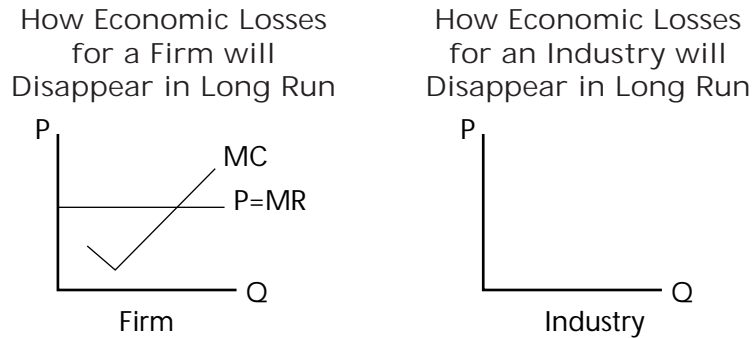 How Economic Losses
for a Firm will
Disappear in Long Run
P
MC
P=MR
Q
Firm
How Economic Losses
for an Industry will
Disappear in Long Run
P
Q
Industry